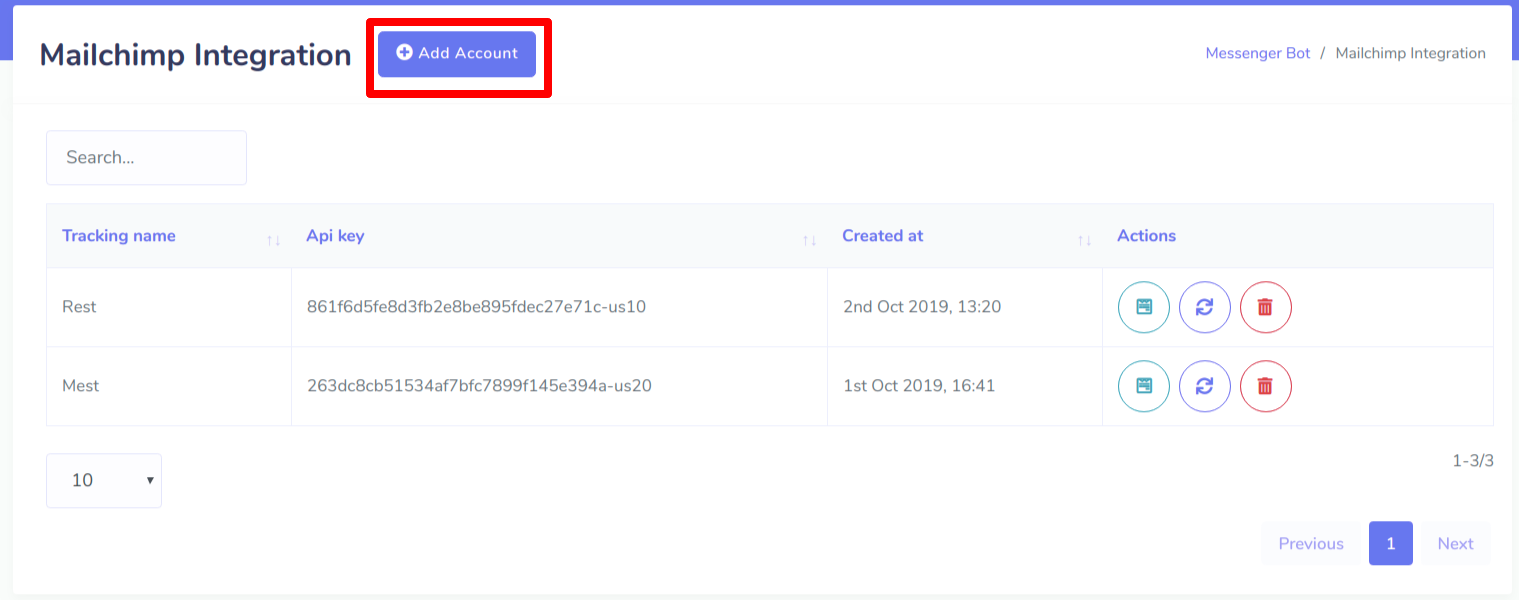 Mailchimp Integration
Add Account
Messenger Bot / Mailchimp Integration
Search...
Tracking name Api key Created at Actions
Rest 861f6d5fe8d3fb2e8be895fdec27e71c-us10 2nd Oct 2019, 13:20
Mest 263dc8cb51534af7bfc7899f145e394a-us20 1st Oct 2019, 16:41
10
1-3/3
Previous 1 Next